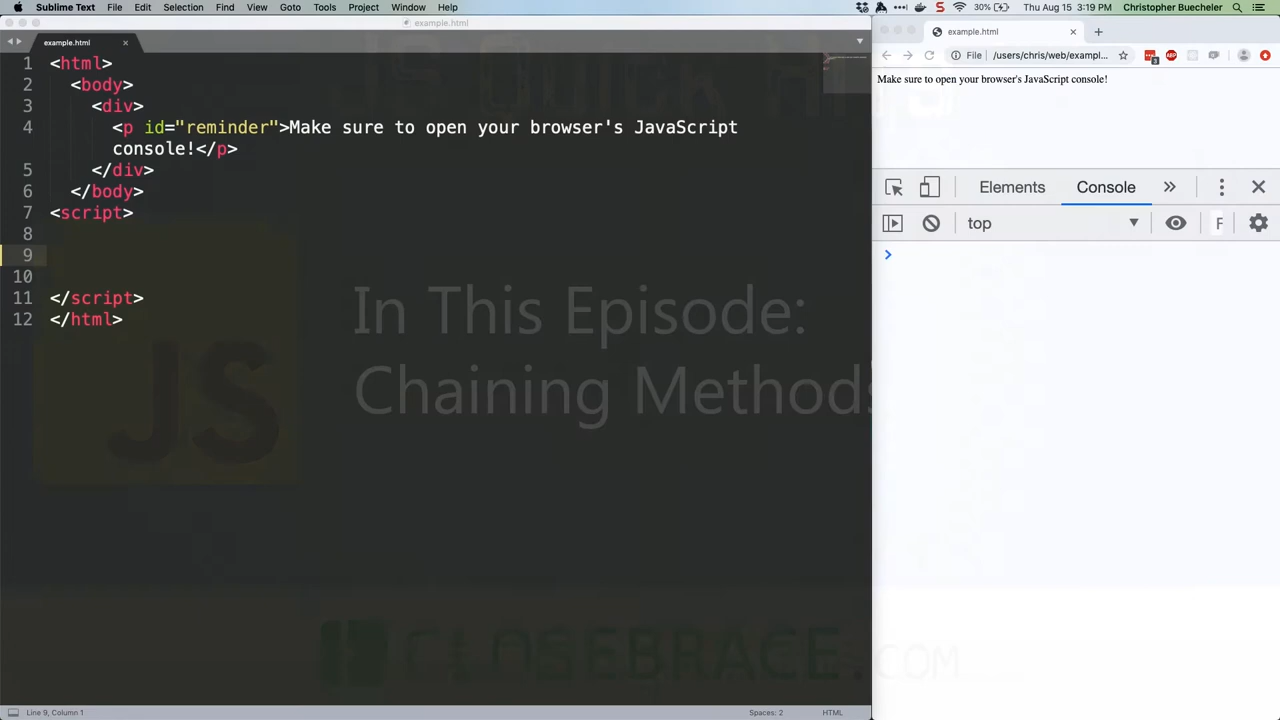 Sublime Text File Edit Selection Find View Goto Tools Project Window Help 30% Thu Aug 15 3:19 PM Christopher Buecheler
example.html
example.html
1 <html>
2 <body>
3 <div>
4 <p id="reminder">Make sure to open your browser's JavaScript
console!</p>
5 </div>
6 </body>
7 <script>
8
9
10
11 </script>
12 </html>
In This Episode:
Chaining Methods
JS
CLOSEBRACE.COM
Line 9, Column 1 Spaces: 2 HTML
example.html
File /users/chris/web/exampl...
Make sure to open your browser's JavaScript console!
Elements Console
top F